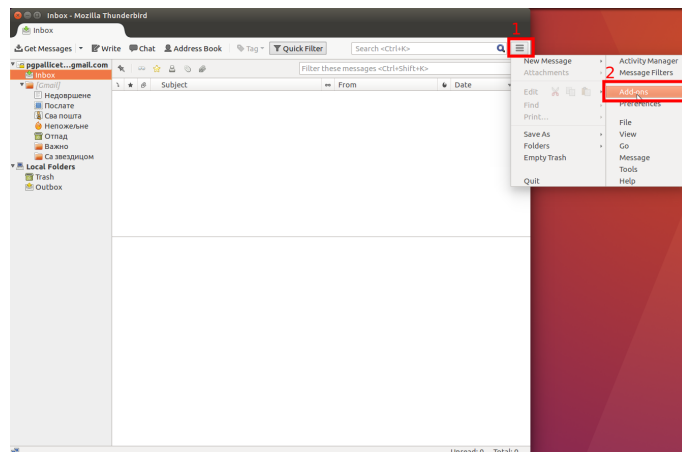 Inbox - Mozilla Thunderbird
Inbox
1
Get Messages Write Chat Address Book Tag Quick Filter Search <Ctrl+K>
pgpallicet...gmail.com
Inbox
[Gmail]
Недовршене
Послате
Сва пошта
Непожељне
Отпад
Важно
Са звездицом
Local Folders
Trash
Outbox
Filter these messages <Ctrl+Shift+K>
Subject From Date
New Message
Attachments
Edit
Find
Print...
Save As
Folders
Empty Trash
Quit
Activity Manager
2 Message Filters
Add-ons
Preferences
File
View
Go
Message
Tools
Help
Unread: 0 Total: 0